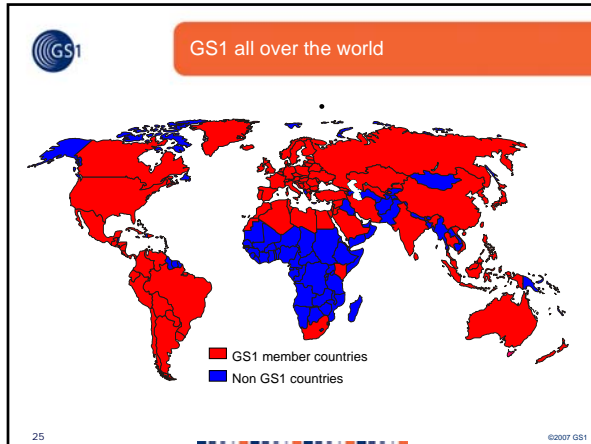 GS1
GS1 all over the world
GS1 member countries
Non GS1 countries
25
©2007 GS1